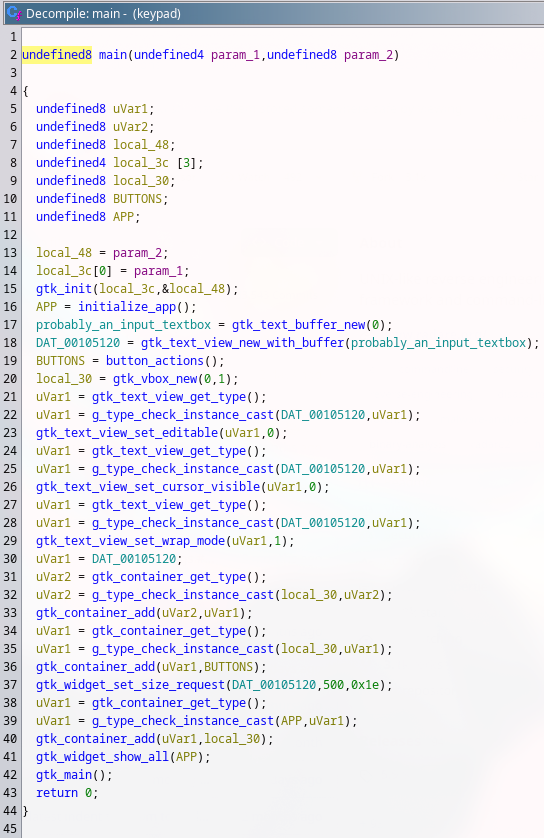 Decompile: main - (keypad)
1
2 undefined8 main(undefined4 param_1,undefined8 param_2)
3
4 {
5 undefined8 uVar1;
6 undefined8 uVar2;
7 undefined8 local_48;
8 undefined4 local_3c [3];
9 undefined8 local_30;
10 undefined8 BUTTONS;
11 undefined8 APP;
12
13 local_48 = param_2;
14 local_3c[0] = param_1;
15 gtk_init(local_3c,&local_48);
16 APP = initialize_app();
17 probably_an_input_textbox = gtk_text_buffer_new(0);
18 DAT_00105120 = gtk_text_view_new_with_buffer(probably_an_input_textbox);
19 BUTTONS = button_actions();
20 local_30 = gtk_vbox_new(0,1);
21 uVar1 = gtk_text_view_get_type();
22 uVar1 = g_type_check_instance_cast(DAT_00105120,uVar1);
23 gtk_text_view_set_editable(uVar1,0);
24 uVar1 = gtk_text_view_get_type();
25 uVar1 = g_type_check_instance_cast(DAT_00105120,uVar1);
26 gtk_text_view_set_cursor_visible(uVar1,0);
27 uVar1 = gtk_text_view_get_type();
28 uVar1 = g_type_check_instance_cast(DAT_00105120,uVar1);
29 gtk_text_view_set_wrap_mode(uVar1,1);
30 uVar1 = DAT_00105120;
31 uVar2 = gtk_container_get_type();
32 uVar2 = g_type_check_instance_cast(local_30,uVar2);
33 gtk_container_add(uVar2,uVar1);
34 uVar1 = gtk_container_get_type();
35 uVar1 = g_type_check_instance_cast(local_30,uVar1);
36 gtk_container_add(uVar1,BUTTONS);
37 gtk_widget_set_size_request(DAT_00105120,500,0x1e);
38 uVar1 = gtk_container_get_type();
39 uVar1 = g_type_check_instance_cast(APP,uVar1);
40 gtk_container_add(uVar1,local_30);
41 gtk_widget_show_all(APP);
42 gtk_main();
43 return 0;
44 }
45